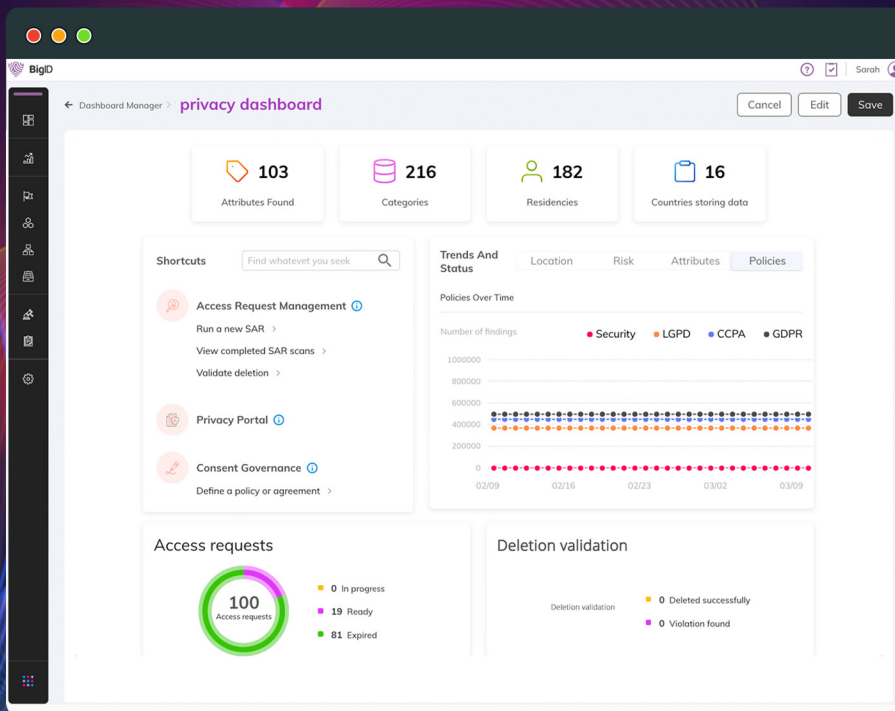 BigID
Sarah
Dashboard Manager > privacy dashboard
Cancel
Edit
Save
103
Attributes Found
216
Categories
182
Residencies
16
Countries storing data
Shortcuts
Find whatevet you seek
Access Request Management
Run a new SAR >
View completed SAR scans >
Validate deletion >
Privacy Portal
Consent Governance
Define a policy or agreement >
Trends And
Status
Location
Risk
Attributes
Policies
Policies Over Time
Number of findings
Security
LGPD
CCPA
GDPR
1000000
800000
600000
400000
200000
0
02/09
02/16
02/23
03/02
03/09
Access requests
100
Access requests
0 In progress
19 Ready
81 Expired
Deletion validation
Deletion validation
0 Deleted successfully
0 Violation found